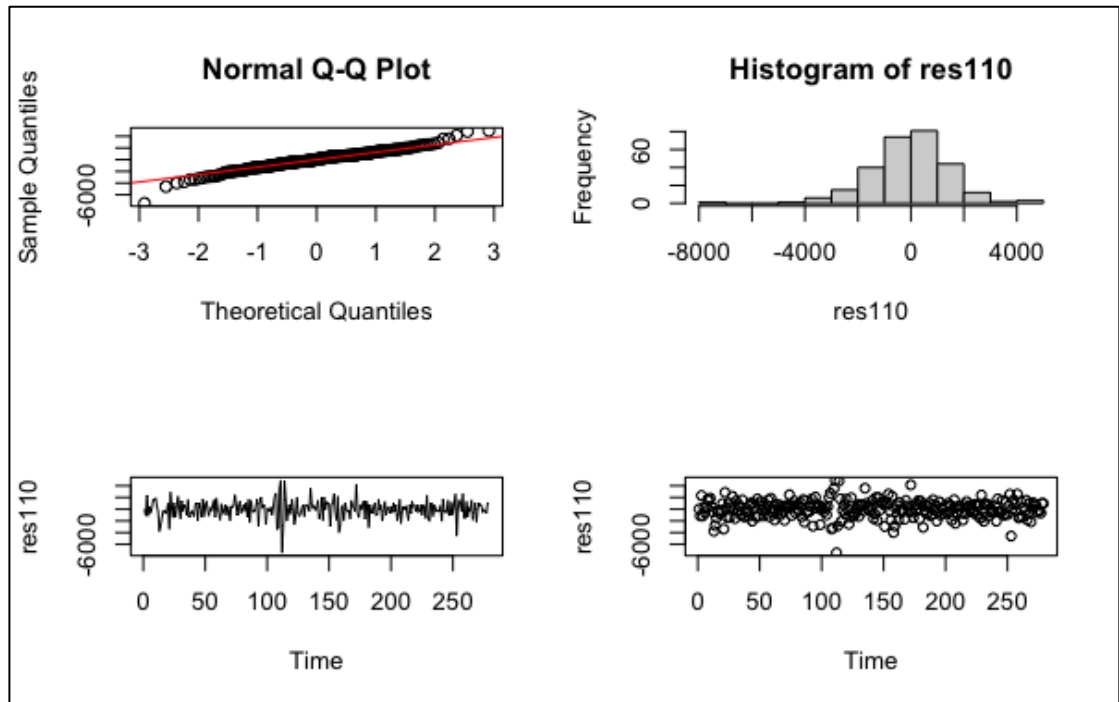 Normal Q-Q Plot
Sample Quantiles
-6000
-3 -2 -1 0 1 2 3
Theoretical Quantiles
Histogram of res110
Frequency
0 60
-8000 -4000 0 4000
res110
res110
-6000
0 50 100 150 200 250
Time
res110
-6000
0 50 100 150 200 250
Time